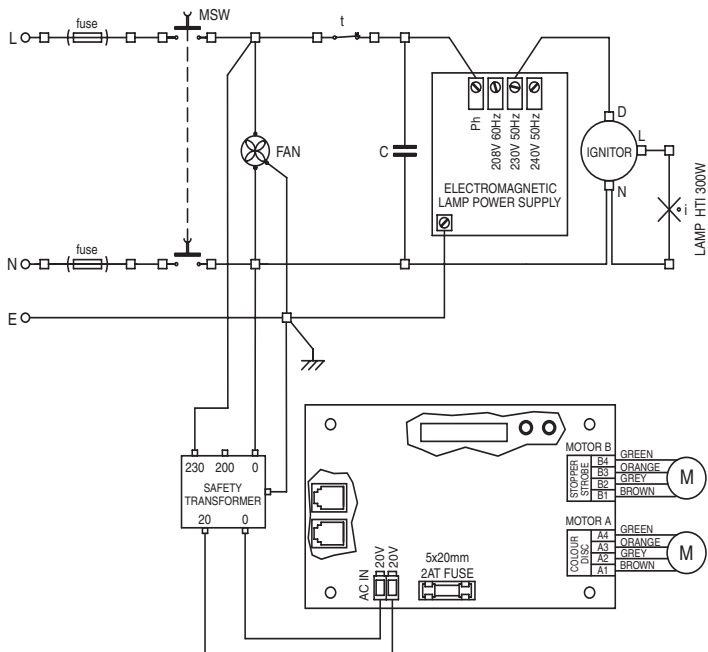 fuse
MSW
t
L
FAN
C
Ph
208V 60Hz
230V 50Hz
240V 50Hz
ELECTROMAGNETIC
LAMP POWER SUPPLY
D
IGNITOR
L
N
i
LAMP HTI 300W
fuse
N
E
230 200 0
SAFETY
TRANSFORMER
20 0
MOTOR B
STOPPER
STROBE
B4 GREEN
B3 ORANGE
B2 GREY
B1 BROWN
M
MOTOR A
COLOUR
DISC
A4 GREEN
A3 ORANGE
A2 GREY
A1 BROWN
M
AC IN
20V
20V
5x20mm
2AT FUSE